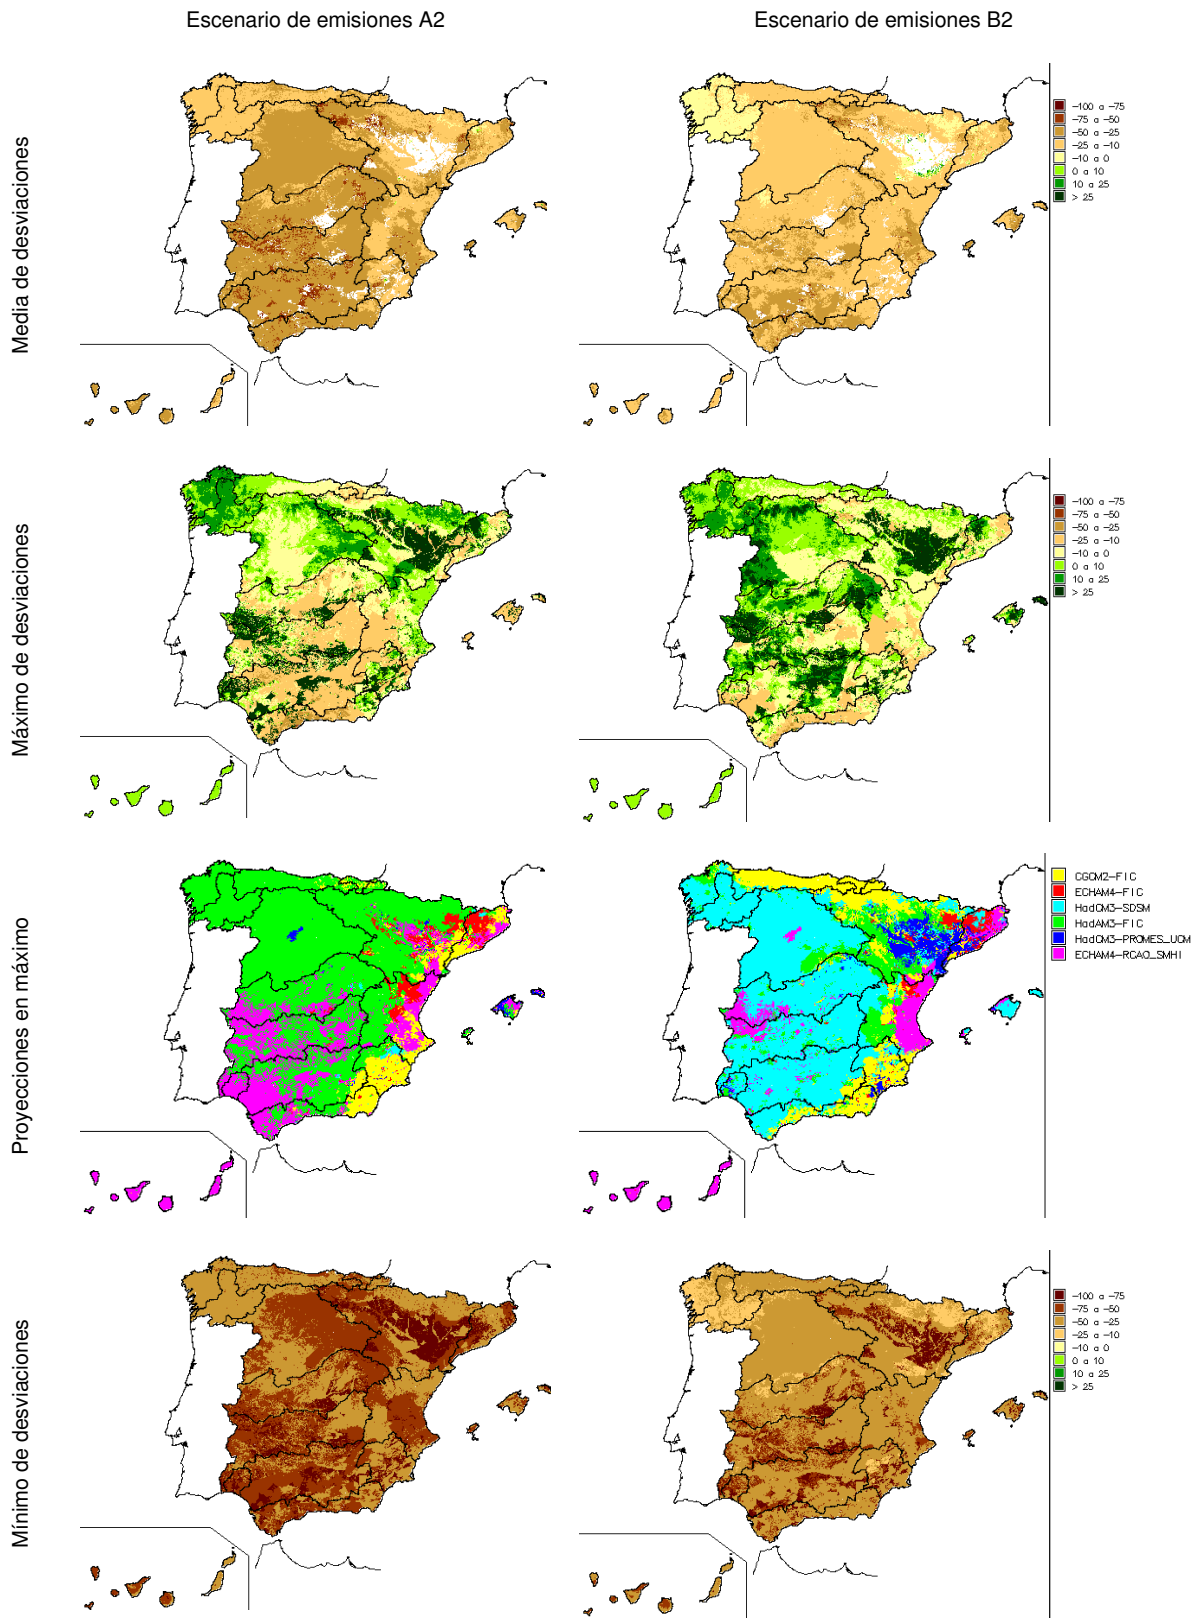 Escenario de emisiones A2
Escenario de emisiones B2
Media de desviaciones
-100 a -75
-75 a -50
-50 a -25
-25 a -10
-10 a 0
0 a 10
10 a 25
> 25
Máximo de desviaciones
-100 a -75
-75 a -50
-50 a -25
-25 a -10
-10 a 0
0 a 10
10 a 25
> 25
Proyecciones en máximo
CGCM2-FIC
ECHAM4-FIC
HadCM3-SDSM
HadAM3-FIC
HadCM3-PROMES_UCM
ECHAM4-RCAO_SMHI
Mínimo de desviaciones
-100 a -75
-75 a -50
-50 a -25
-25 a -10
-10 a 0
0 a 10
10 a 25
> 25